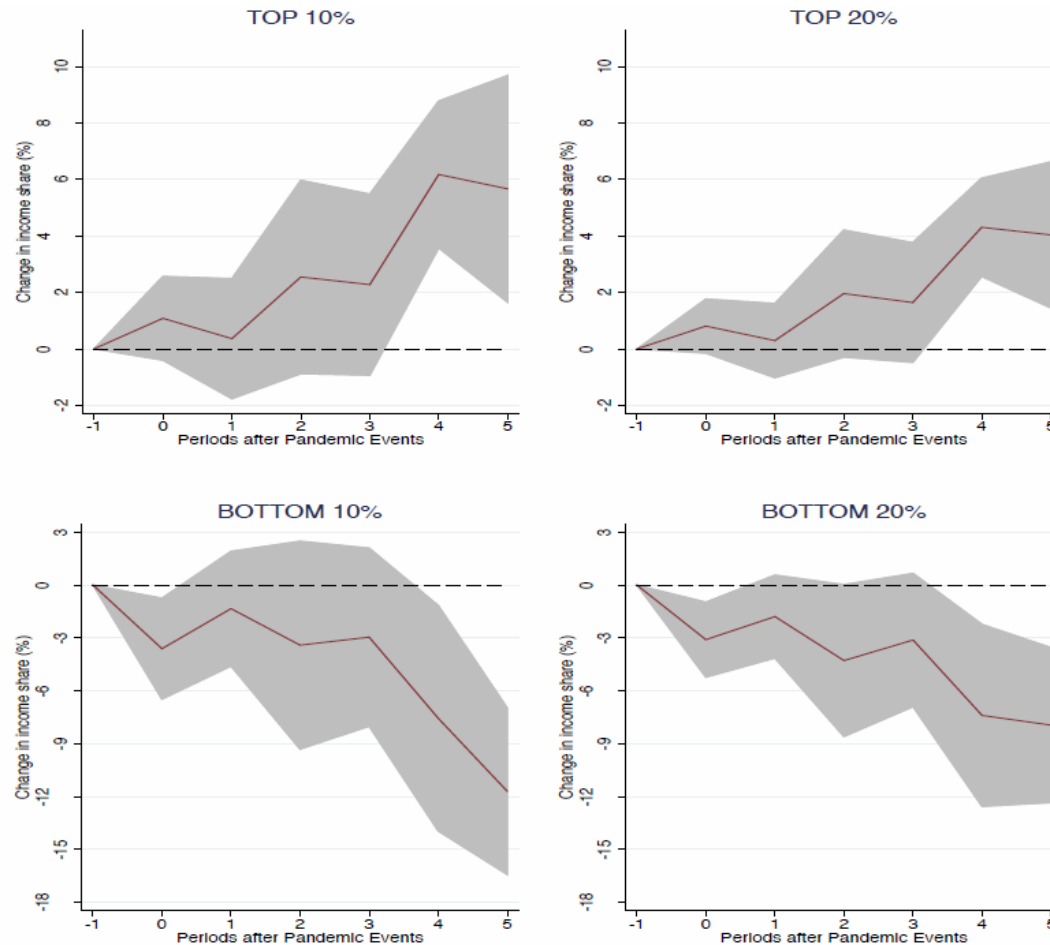 TOP 10%
Change in income share (%)
10
8
6
4
2
0
-2
-1 0 1 2 3 4 5
Periods after Pandemic Events
TOP 20%
Change in income share (%)
10
8
6
4
2
0
-2
-1 0 1 2 3 4 5
Periods after Pandemic Events
BOTTOM 10%
Change in income share (%)
3
0
-3
-6
-9
-12
-15
-18
-1 0 1 2 3 4 5
Periods after Pandemic Events
BOTTOM 20%
Change in income share (%)
3
0
-3
-6
-9
-12
-15
-18
-1 0 1 2 3 4 5
Periods after Pandemic Events